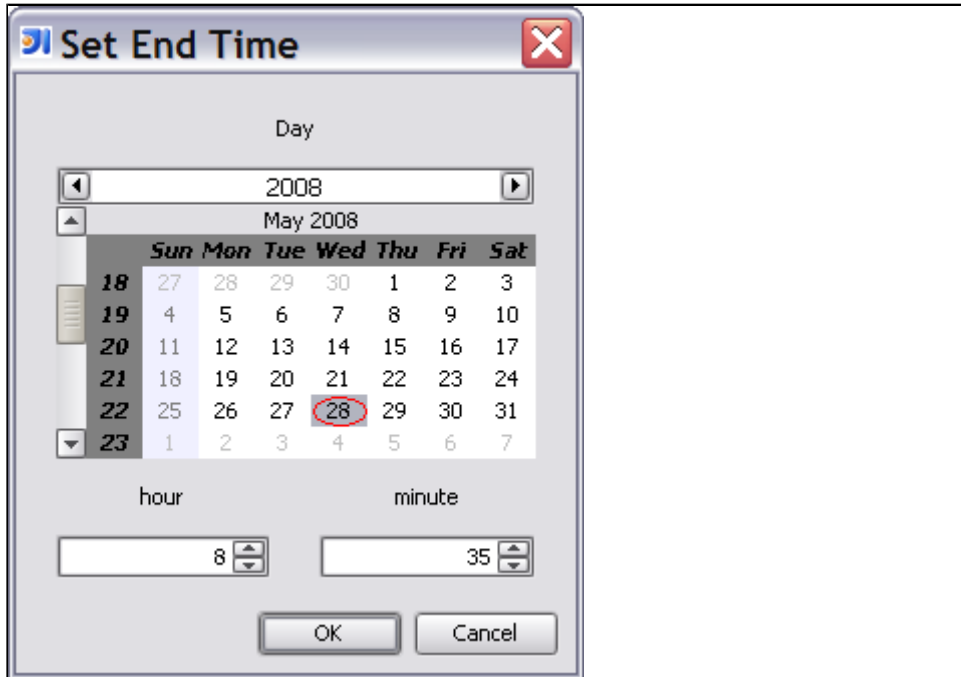 Set End Time
Day
2008
May 2008
Sun Mon Tue Wed Thu Fri Sat
18 27 28 29 30 1 2 3
19 4 5 6 7 8 9 10
20 11 12 13 14 15 16 17
21 18 19 20 21 22 23 24
22 25 26 27 28 29 30 31
23 1 2 3 4 5 6 7
hour minute
8 35
OK Cancel